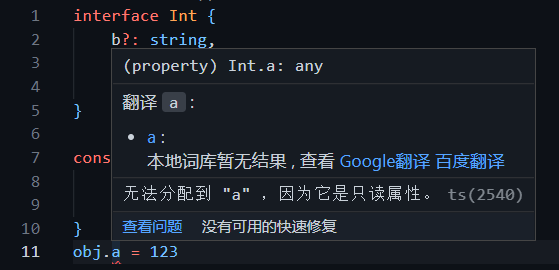 1 interface Int {
2 b?: string,
3 (property) Int.a: any
4 翻译 a :
5 }
• a :
6 本地词库暂无结果 , 查看 Google翻译 百度翻译
7 cons
8 无法分配到 "a" ，因为它是只读属性。 ts(2540)
9
10 } 查看问题 没有可用的快速修复
11 obj.a = 123